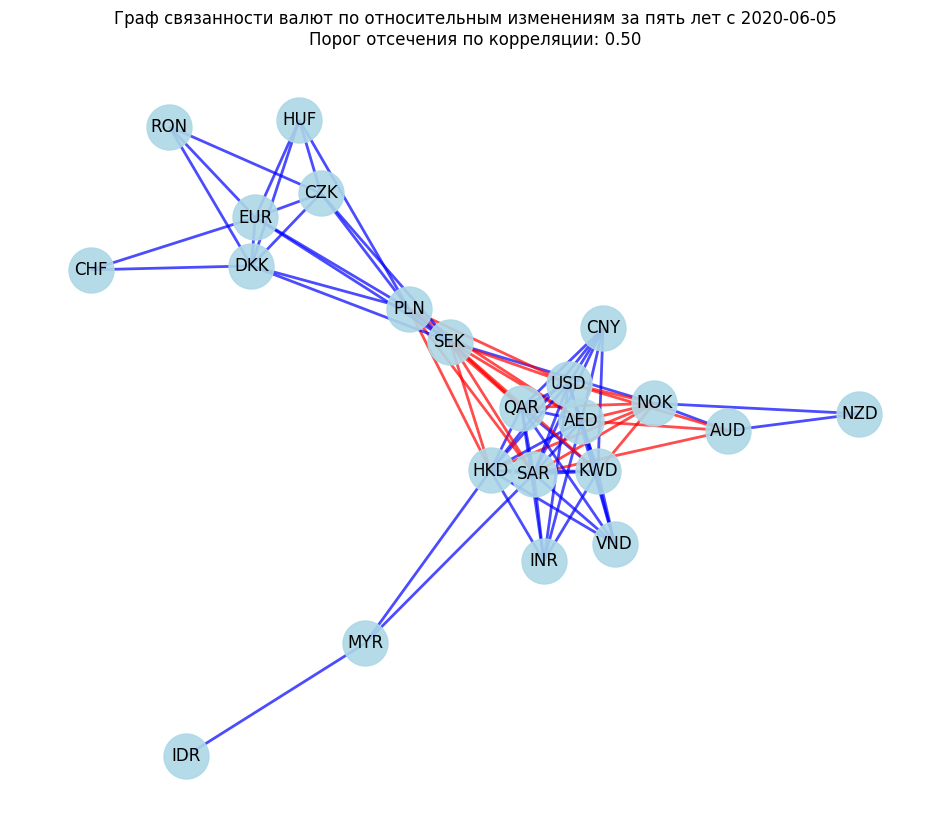 Граф связанности валют по относительным изменениям за пять лет с 2020-06-05
Порог отсечения по корреляции: 0.50
HUF
RON
CZK
EUR
DKK
CHF
PLN
CNY
SEK
USD
NOK
QAR
NZD
AED
AUD
HKD
SAR
KWD
VND
INR
MYR
IDR